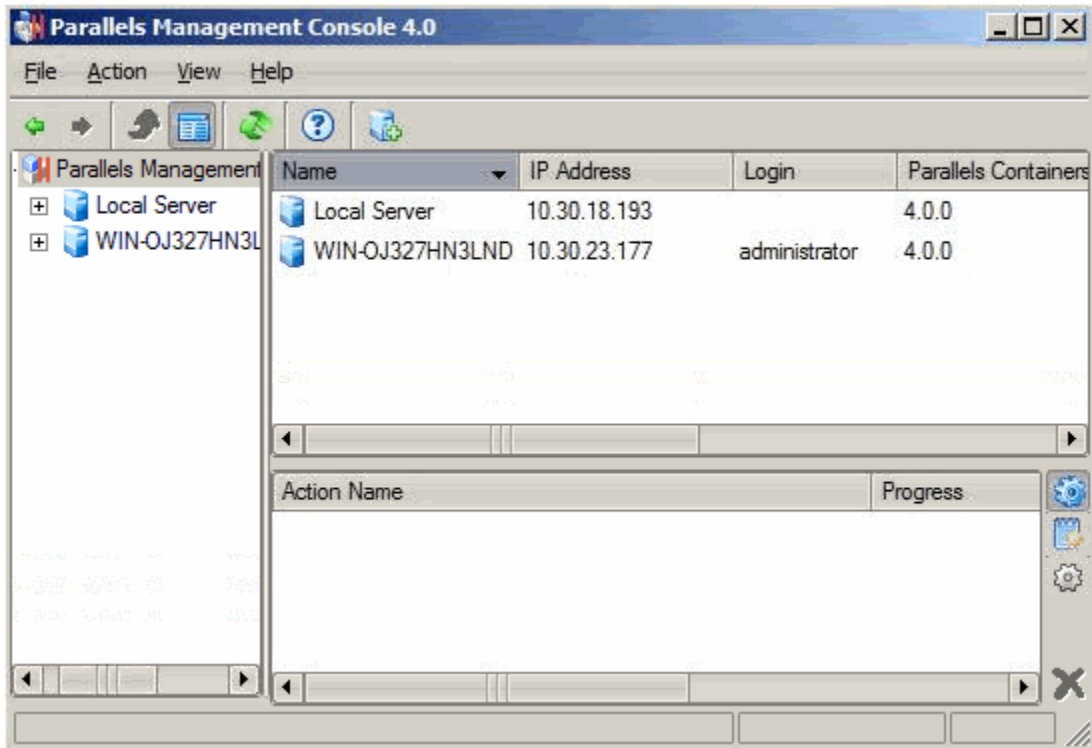 Parallels Management Console 4.0
File Action View Help
Parallels Management
Local Server
WIN-OJ327HN3L
Name IP Address Login Parallels Containers
Local Server 10.30.18.193 4.0.0
WIN-OJ327HN3LND 10.30.23.177 administrator 4.0.0
Action Name Progress